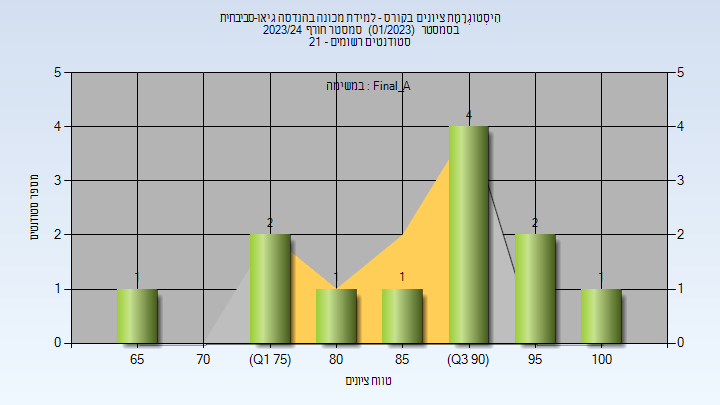 היסטוגרמת ציונים בקורס - למידת מכונה בהנדסה גיאו-סביבתית
בסמסטר (01/2023) סמסטר חורף 2023/24
סטודנטים רשומים - 21
במשימה : Final_A
5 5
4 4
3 3
2 2
1 1
0 0
1 2 1 1 4 2 1
מספר סטודנטים
65 70 (Q1 75) 80 85 (Q3 90) 95 100
טווח ציונים